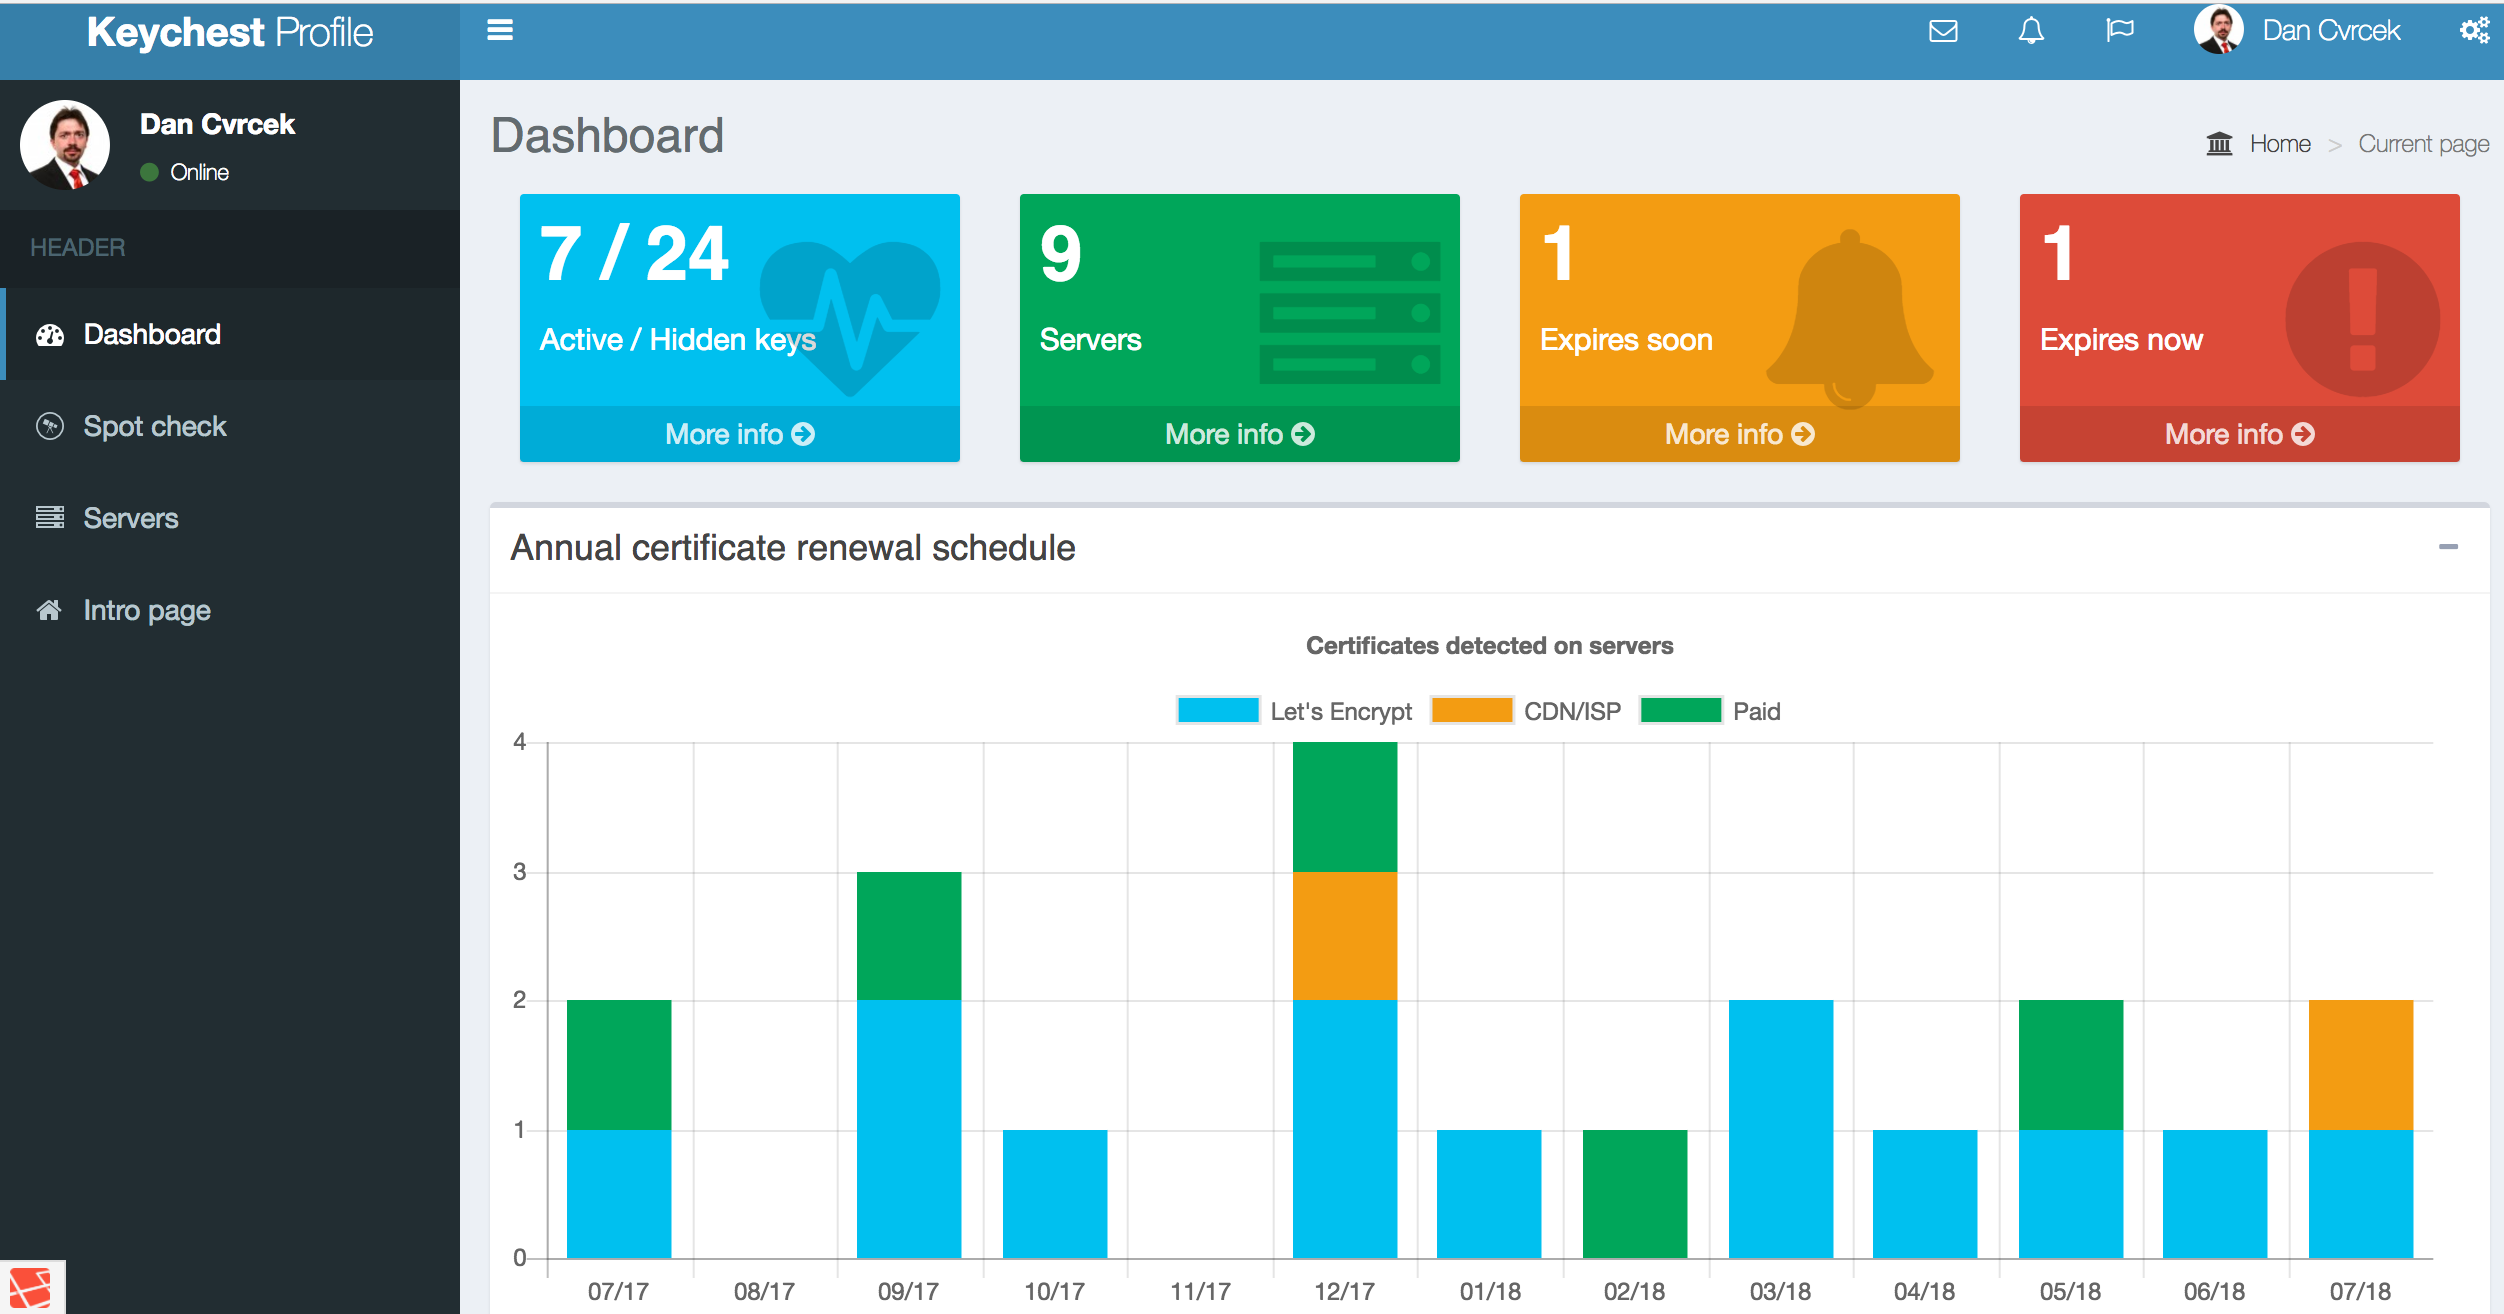 Keychest Profile
Dan Cvrcek
Dan Cvrcek
Online
HEADER
Dashboard
Spot check
Servers
Intro page
Dashboard
Home > Current page
7 / 24
Active / Hidden keys
More info
9
Servers
More info
1
Expires soon
More info
1
Expires now
More info
Annual certificate renewal schedule
Certificates detected on servers
Let's Encrypt CDN/ISP Paid
4
3
2
1
0
07/17 08/17 09/17 10/17 11/17 12/17 01/18 02/18 03/18 04/18 05/18 06/18 07/18